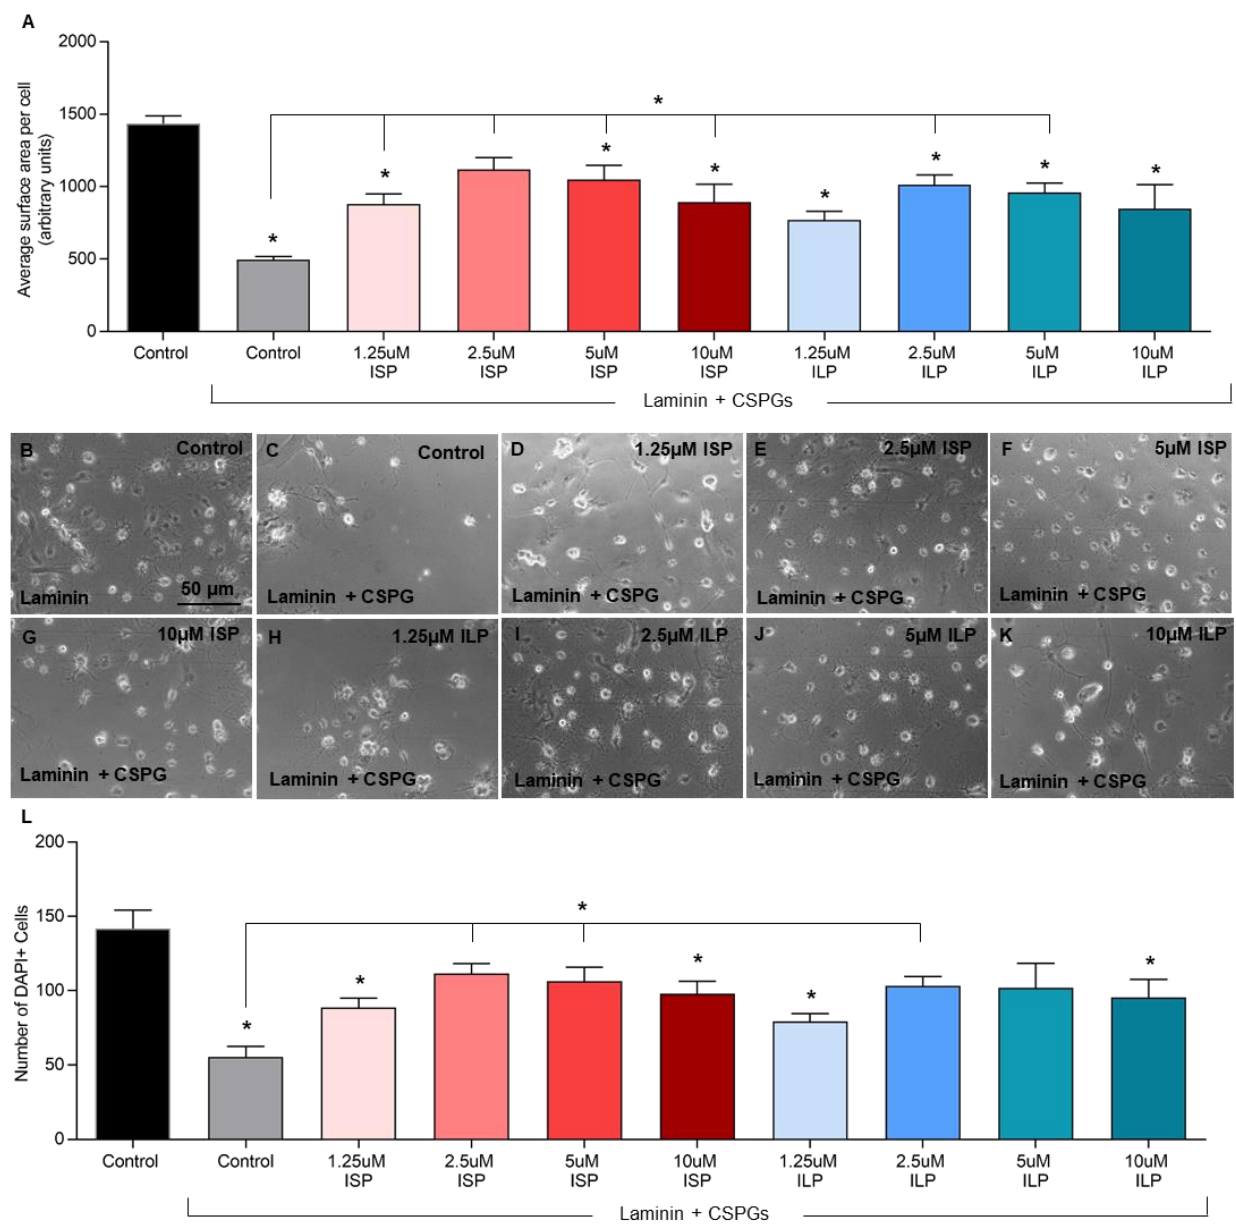 A
2000
1500
1000
500
0
Average surface area per cell
(arbitrary units)
*
* * * * * * * *
Control Control 1.25uM 2.5uM 5uM 10uM 1.25uM 2.5uM 5uM 10uM
ISP ISP ISP ISP ILP ILP ILP ILP
Laminin + CSPGs
B Control C Control D 1.25µM ISP E 2.5µM ISP F 5µM ISP
50 µm
Laminin Laminin + CSPG Laminin + CSPG Laminin + CSPG Laminin + CSPG
G 10µM ISP H 1.25µM ILP I 2.5µM ILP J 5µM ILP K 10µM ILP
Laminin + CSPG Laminin + CSPG Laminin + CSPG Laminin + CSPG Laminin + CSPG
L
200
150
100
50
0
Number of DAPI+ Cells
*
* * * * *
Control Control 1.25uM 2.5uM 5uM 10uM 1.25uM 2.5uM 5uM 10uM
ISP ISP ISP ISP ILP ILP ILP ILP
Laminin + CSPGs